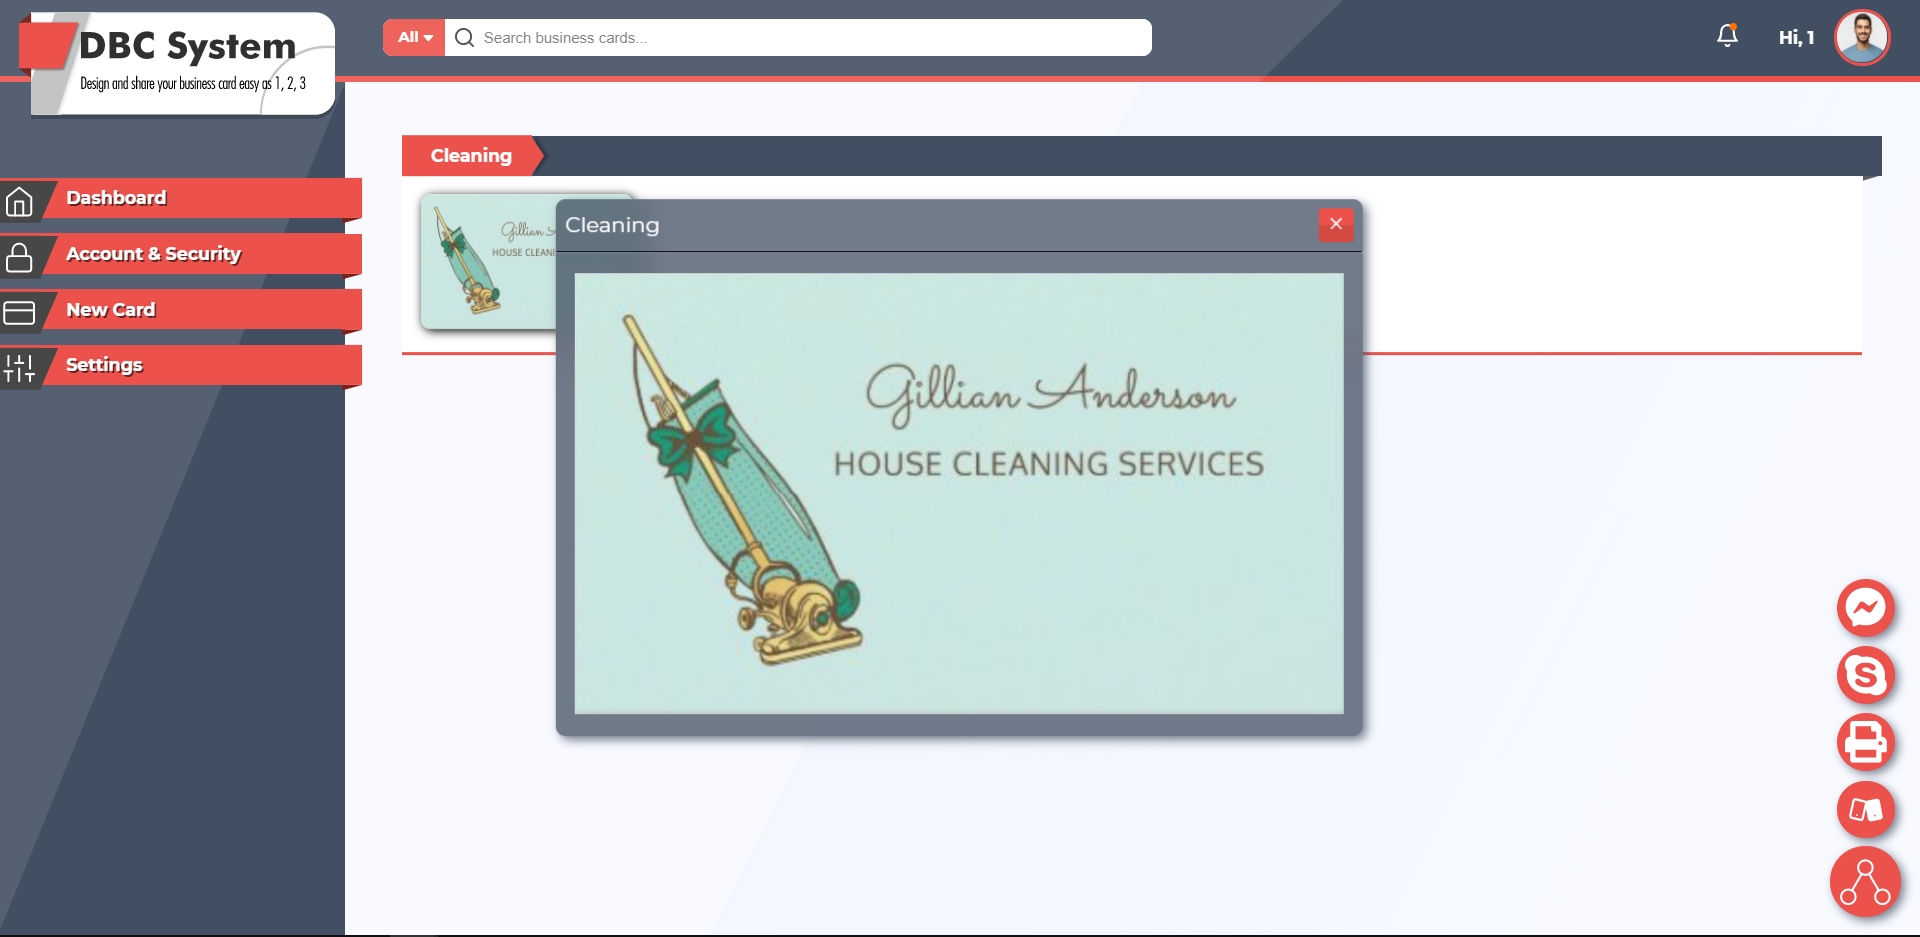 DBC System
Design and share your business card easy as 1, 2, 3
All
Search business cards...
Hi, 1
Dashboard
Account & Security
New Card
Settings
Cleaning
Gillian
HOUSE CLEANI
Cleaning
Gillian Anderson
HOUSE CLEANING SERVICES